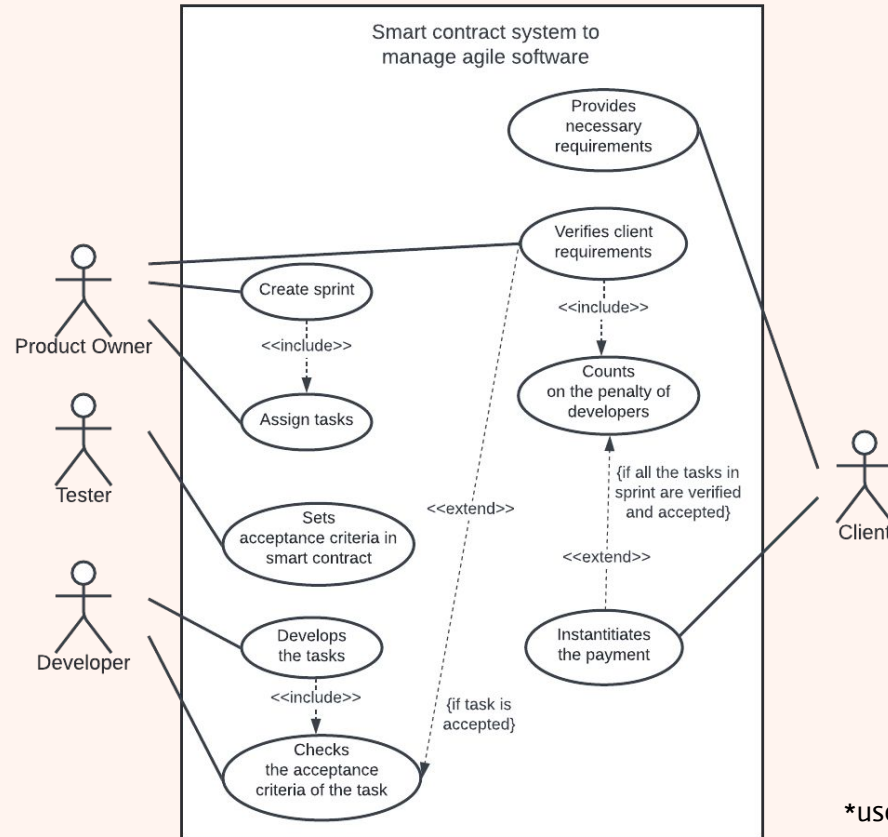 Smart contract system to
manage agile software
Provides
necessary
requirements
Verifies client
requirements
Create sprint
<<include>>
<<include>>
Product Owner
Counts
on the penalty of
developers
Assign tasks
Tester
{if all the tasks in
sprint are verified
and accepted}
<<extend>>
Sets
acceptance criteria in
smart contract
Client
<<extend>>
Develops
the tasks
Instantitiates
the payment
Developer
<<include>>
{if task is
accepted}
Checks
the acceptance
criteria of the task